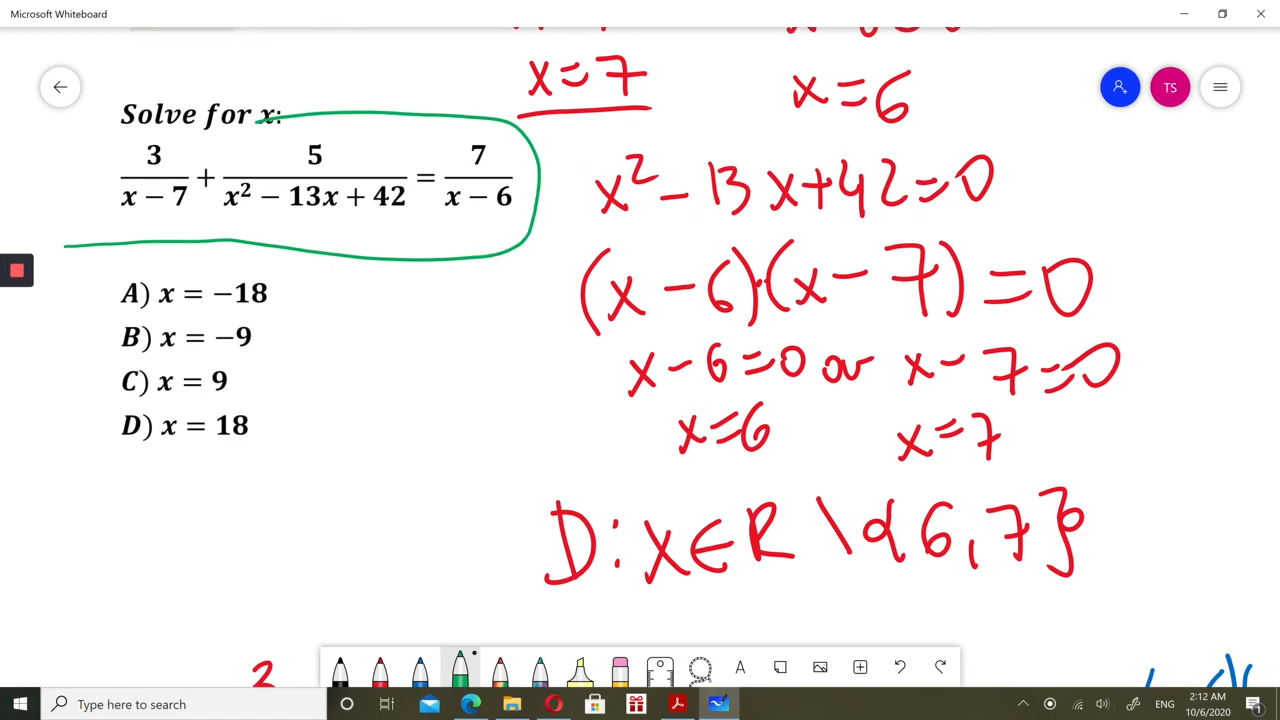 Microsoft Whiteboard
x=7
x=6
TS
Solve for x:
3/(x − 7) + 5/(x² − 13x + 42) = 7/(x − 6)
A) x = −18
B) x = −9
C) x = 9
D) x = 18
x² − 13x+42=0
(x − 6)·(x − 7)=0
x − 6=0 or x − 7=0
x=6
x=7
D: x∈R \ {6,7}
3
A
Type here to search
2:12 AM
10/6/2020
1